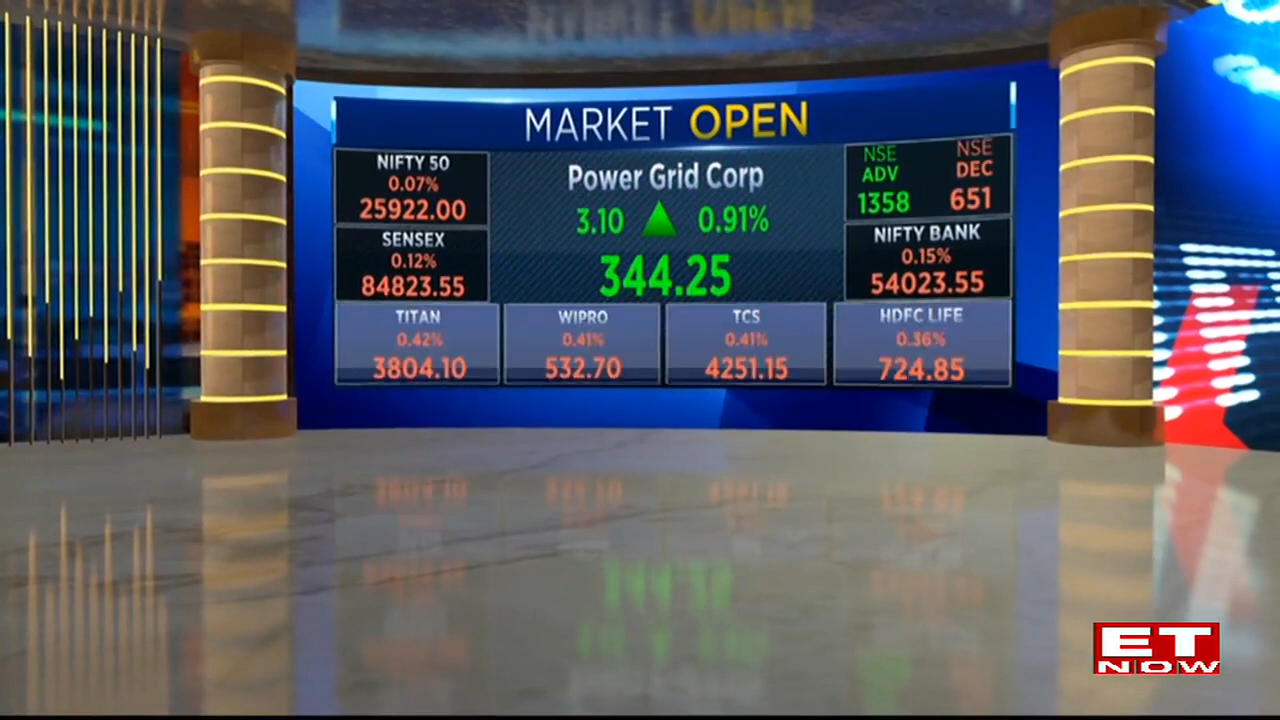 MARKET OPEN
NIFTY 50
0.07%
25922.00
SENSEX
0.12%
84823.55
Power Grid Corp
3.10 ▲ 0.91%
344.25
NSE
ADV
1358
NSE
DEC
651
NIFTY BANK
0.15%
54023.55
TITAN
0.42%
3804.10
WIPRO
0.41%
532.70
TCS
0.41%
4251.15
HDFC LIFE
0.36%
724.85
ET
NOW